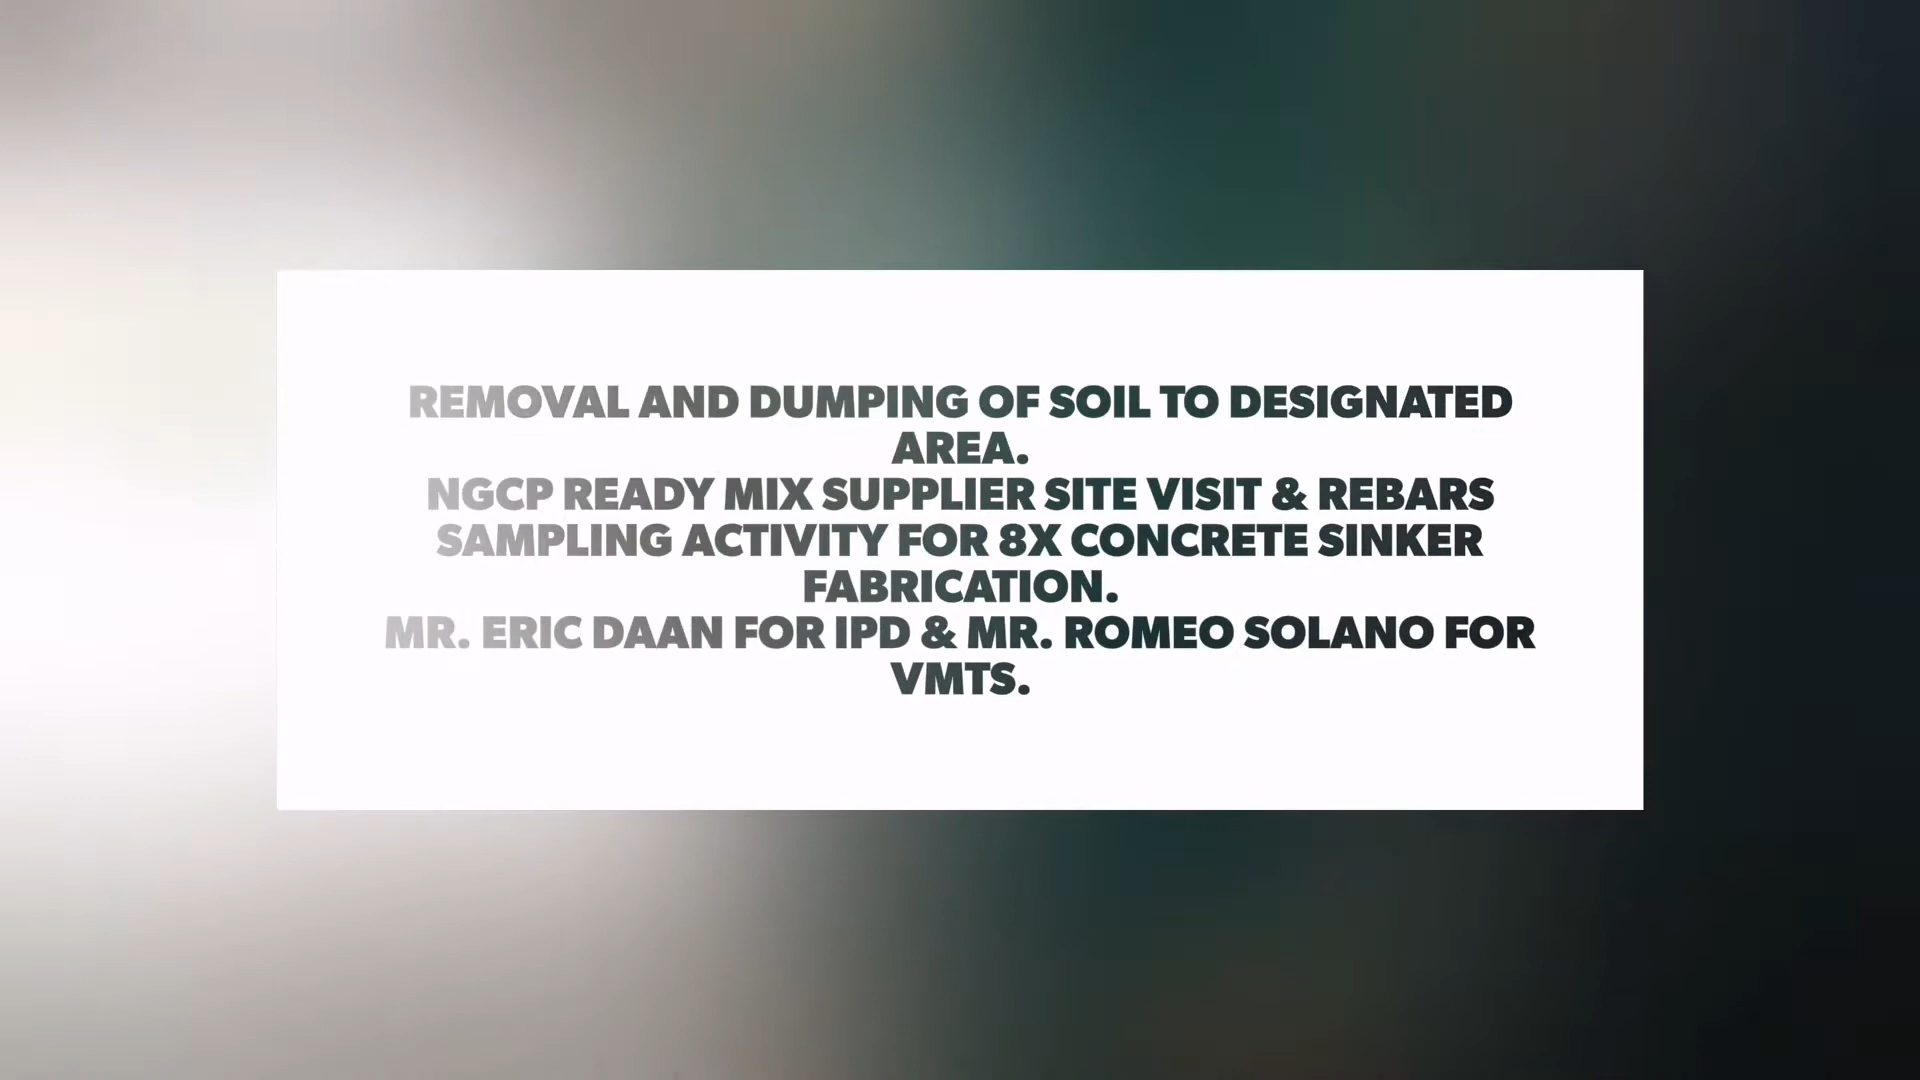 REMOVAL AND DUMPING OF SOIL TO DESIGNATED
AREA.
NGCP READY MIX SUPPLIER SITE VISIT & REBARS
SAMPLING ACTIVITY FOR 8X CONCRETE SINKER
FABRICATION.
MR. ERIC DAAN FOR IPD & MR. ROMEO SOLANO FOR
VMTS.